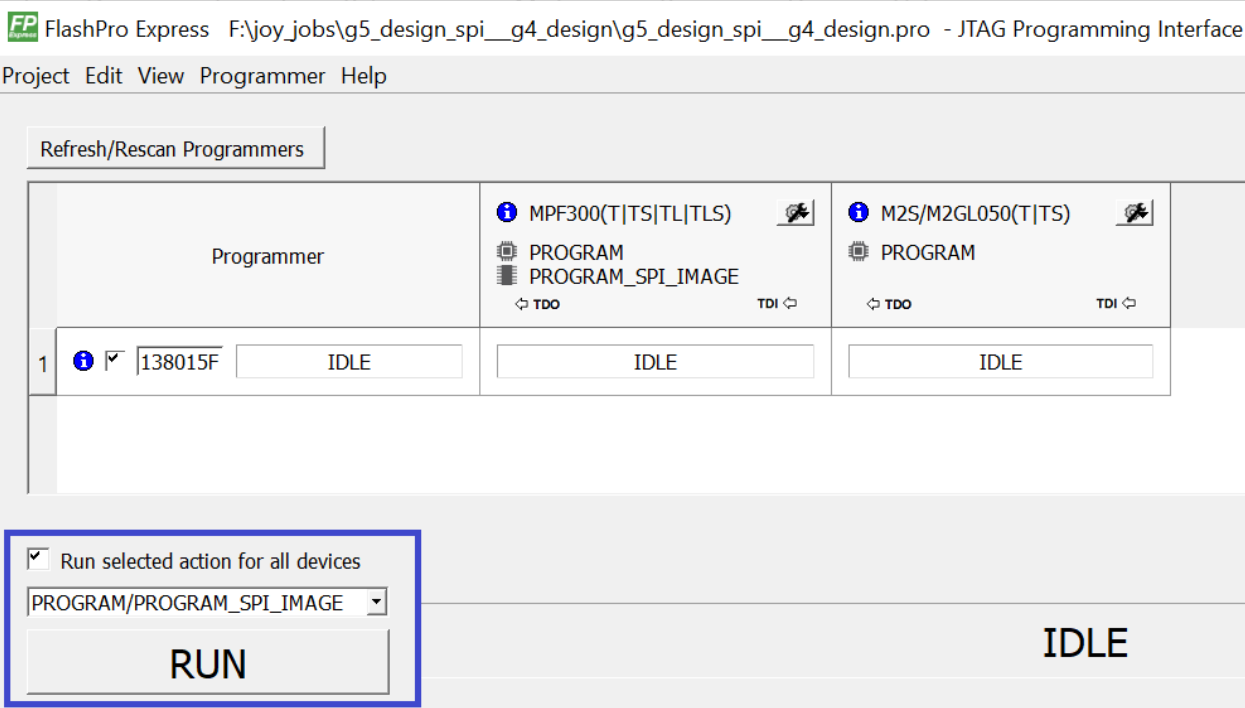 FP Express FlashPro Express F:\joy_jobs\g5_design_spi__g4_design\g5_design_spi__g4_design.pro - JTAG Programming Interface
Project Edit View Programmer Help
Refresh/Rescan Programmers
Programmer
MPF300(T|TS|TL|TLS)
PROGRAM
PROGRAM_SPI_IMAGE
TDO TDI
M2S/M2GL050(T|TS)
PROGRAM
TDO TDI
1 138015F IDLE IDLE IDLE
Run selected action for all devices
PROGRAM/PROGRAM_SPI_IMAGE
RUN
IDLE